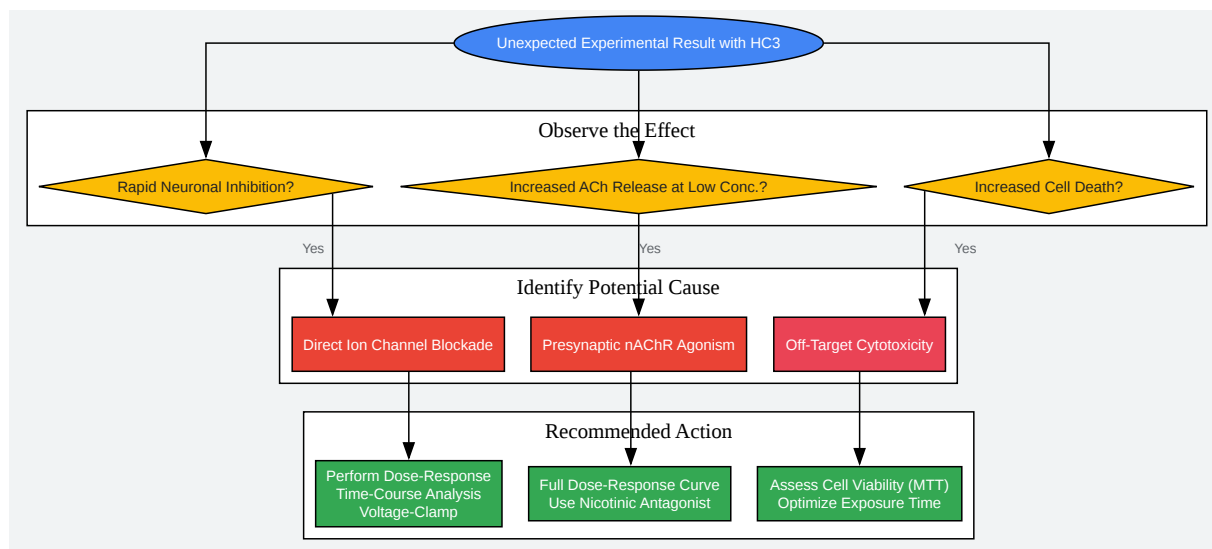 Unexpected Experimental Result with HC3
Observe the Effect
Rapid Neuronal Inhibition?
Increased ACh Release at Low Conc.?
Increased Cell Death?
Yes
Yes
Yes
Identify Potential Cause
Direct Ion Channel Blockade
Presynaptic nAChR Agonism
Off-Target Cytotoxicity
Recommended Action
Perform Dose-Response
Time-Course Analysis
Voltage-Clamp
Full Dose-Response Curve
Use Nicotinic Antagonist
Assess Cell Viability (MTT)
Optimize Exposure Time